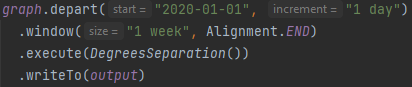 graph.depart( start = "2020-01-01", increment = "1 day")
.window( size = "1 week", Alignment.END)
.execute(DegreesSeparation())
.writeTo(output)